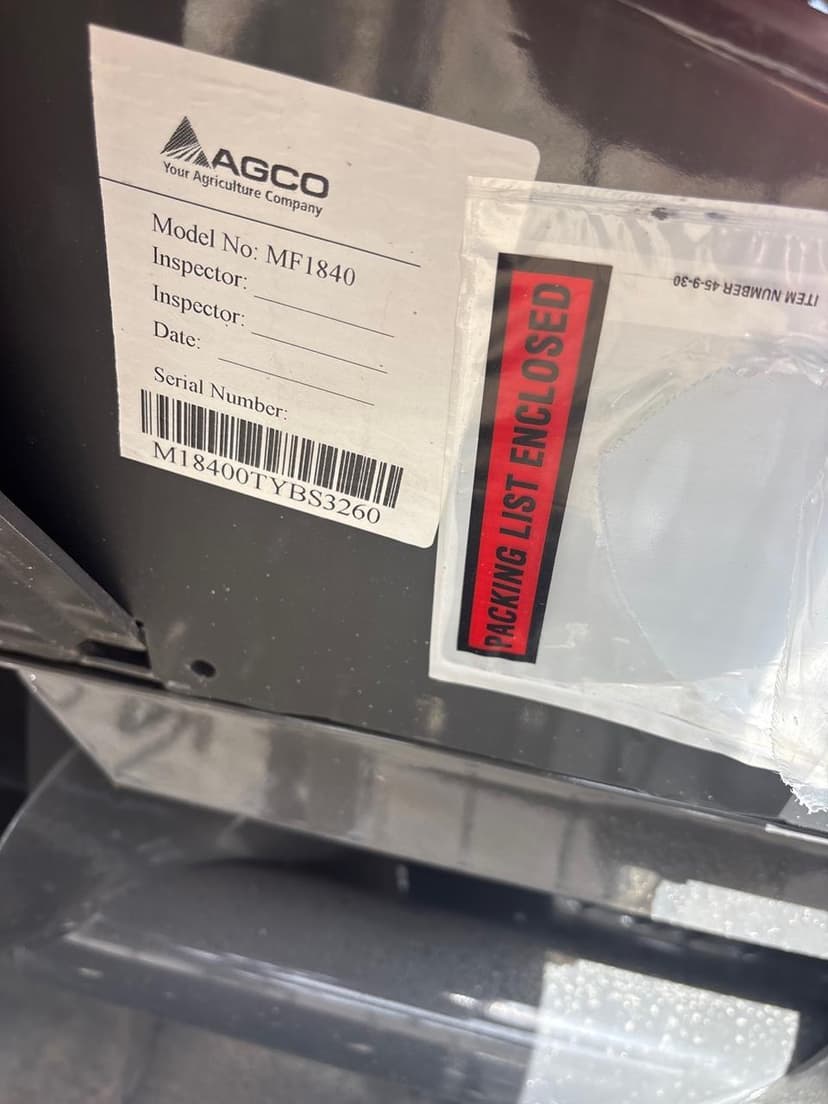 AGCO
Your Agriculture Company
Model No: MF1840
Inspector:
Inspector:
Date:
Serial Number:
M18400TYBS3260
PACKING LIST ENCLOSED
ITEM NUMBER 45-9-30